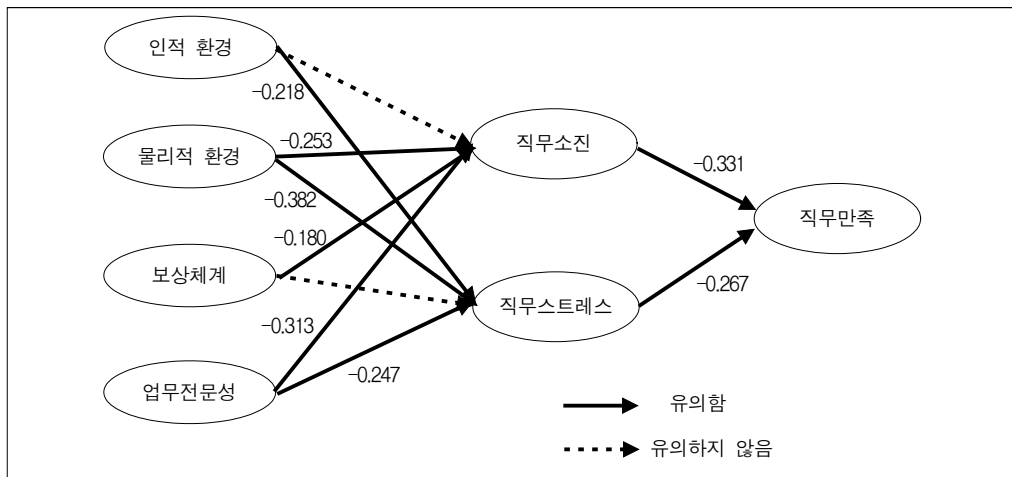 인적 환경
-0.218
물리적 환경
-0.253
직무소진
-0.331
-0.382
직무만족
-0.180
보상체계
직무스트레스
-0.267
-0.313
업무전문성
-0.247
유의함
유의하지 않음